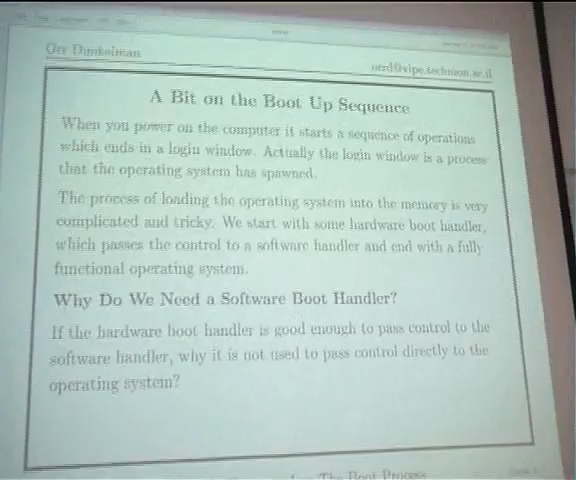 Orr Dunkelman
orrd@vipe.technion.ac.il
A Bit on the Boot Up Sequence
When you power on the computer it starts a sequence of operations
which ends in a login window. Actually the login window is a process
that the operating system has spawned.
The process of loading the operating system into the memory is very
complicated and tricky. We start with some hardware boot handler,
which passes the control to a software handler and end with a fully
functional operating system.
Why Do We Need a Software Boot Handler?
If the hardware boot handler is good enough to pass control to the
software handler, why it is not used to pass control directly to the
operating system?
The Boot Process